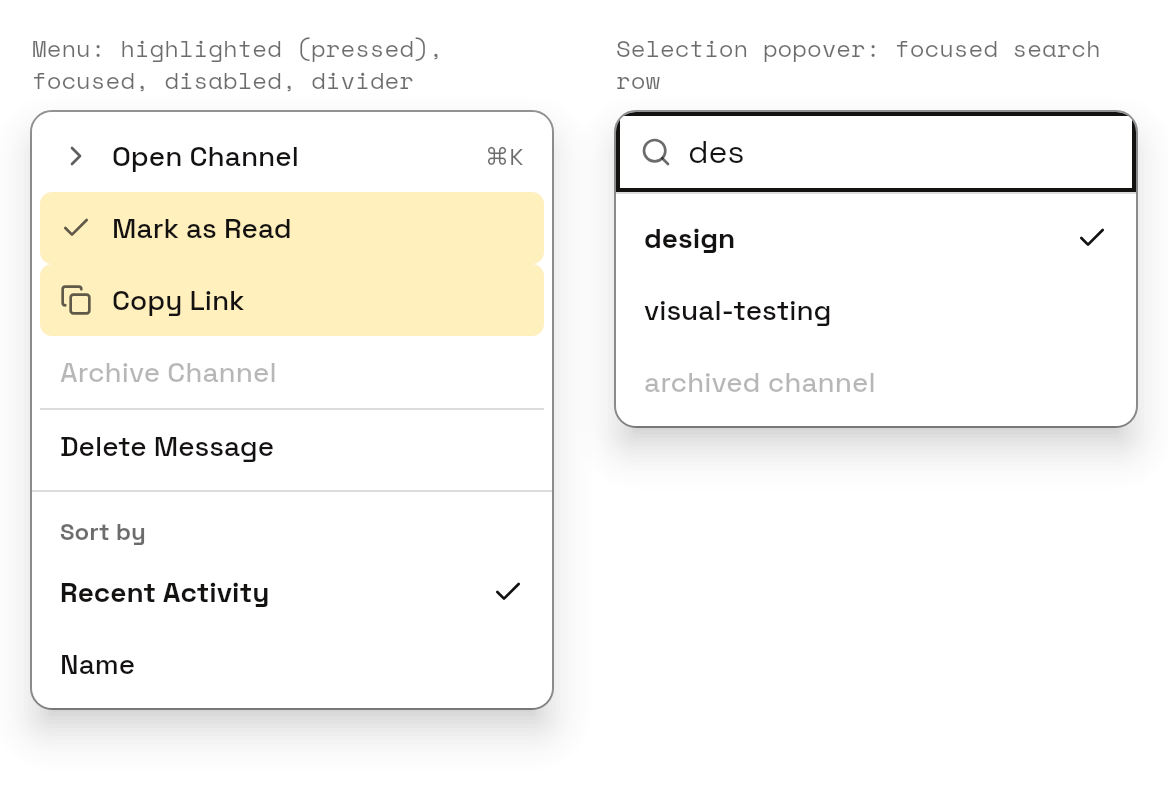 Menu: highlighted (pressed),
focused, disabled, divider
Open Channel ⌘K
Mark as Read
Copy Link
Archive Channel
Delete Message
Sort by
Recent Activity
Name
Selection popover: focused search
row
des
design
visual-testing
archived channel